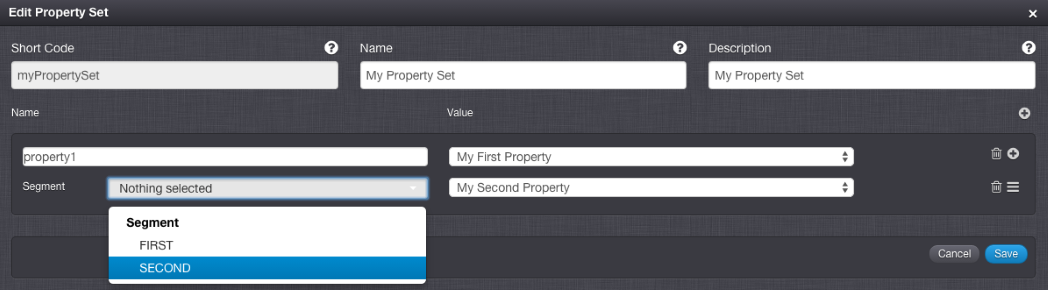 Edit Property Set ×
Short Code ? Name ? Description ?
myPropertySet My Property Set My Property Set
Name Value
property1 My First Property
Segment Nothing selected My Second Property
Segment
FIRST
SECOND
Cancel Save